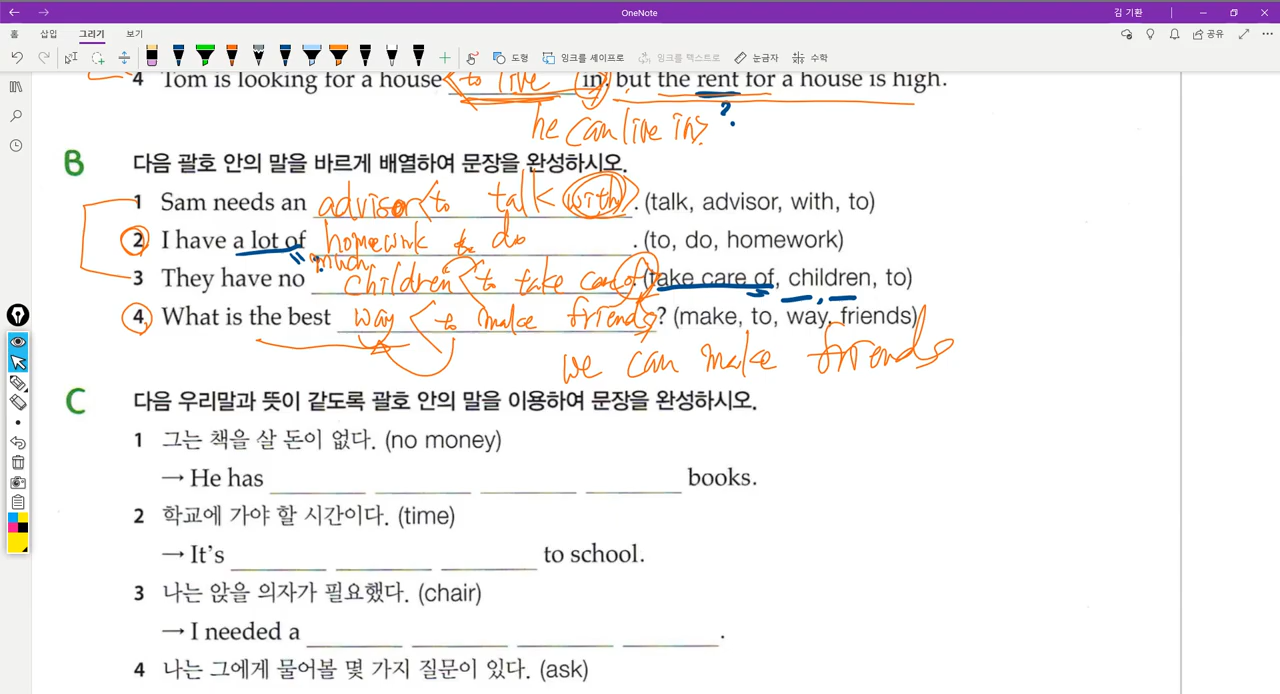 OneNote
김 기환
홈 삽입 그리기 보기
도형 잉크를 셰이프로 잉크를 텍스트로 눈금자 수학 공유
4 Tom is looking for a house to live in, but the rent for a house is high.
?
he can live in?
B 다음 괄호 안의 말을 바르게 배열하여 문장을 완성하시오.
1 Sam needs an advisor to talk with. (talk, advisor, with, to)
2 I have a lot of homework to do. (to, do, homework)
much
3 They have no children to take care of. (take care of, children, to)
4 What is the best way to make friends? (make, to, way, friends)
we can make friends
C 다음 우리말과 뜻이 같도록 괄호 안의 말을 이용하여 문장을 완성하시오.
1 그는 책을 살 돈이 없다. (no money)
→ He has books.
2 학교에 가야 할 시간이다. (time)
→ It's to school.
3 나는 앉을 의자가 필요했다. (chair)
→ I needed a .
4 나는 그에게 물어볼 몇 가지 질문이 있다. (ask)